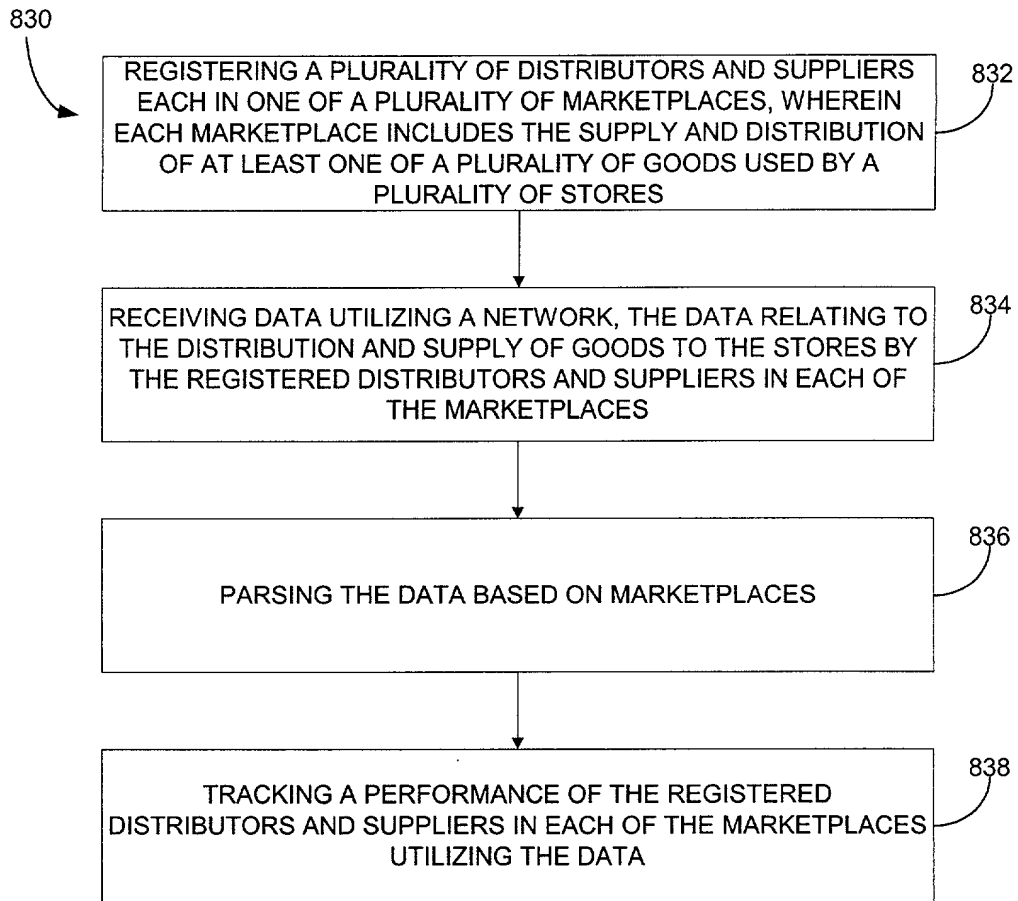 830
REGISTERING A PLURALITY OF DISTRIBUTORS AND SUPPLIERS
EACH IN ONE OF A PLURALITY OF MARKETPLACES, WHEREIN
EACH MARKETPLACE INCLUDES THE SUPPLY AND DISTRIBUTION
OF AT LEAST ONE OF A PLURALITY OF GOODS USED BY A
PLURALITY OF STORES
832
RECEIVING DATA UTILIZING A NETWORK, THE DATA RELATING TO
THE DISTRIBUTION AND SUPPLY OF GOODS TO THE STORES BY
THE REGISTERED DISTRIBUTORS AND SUPPLIERS IN EACH OF
THE MARKETPLACES
834
PARSING THE DATA BASED ON MARKETPLACES
836
TRACKING A PERFORMANCE OF THE REGISTERED
DISTRIBUTORS AND SUPPLIERS IN EACH OF THE MARKETPLACES
UTILIZING THE DATA
838